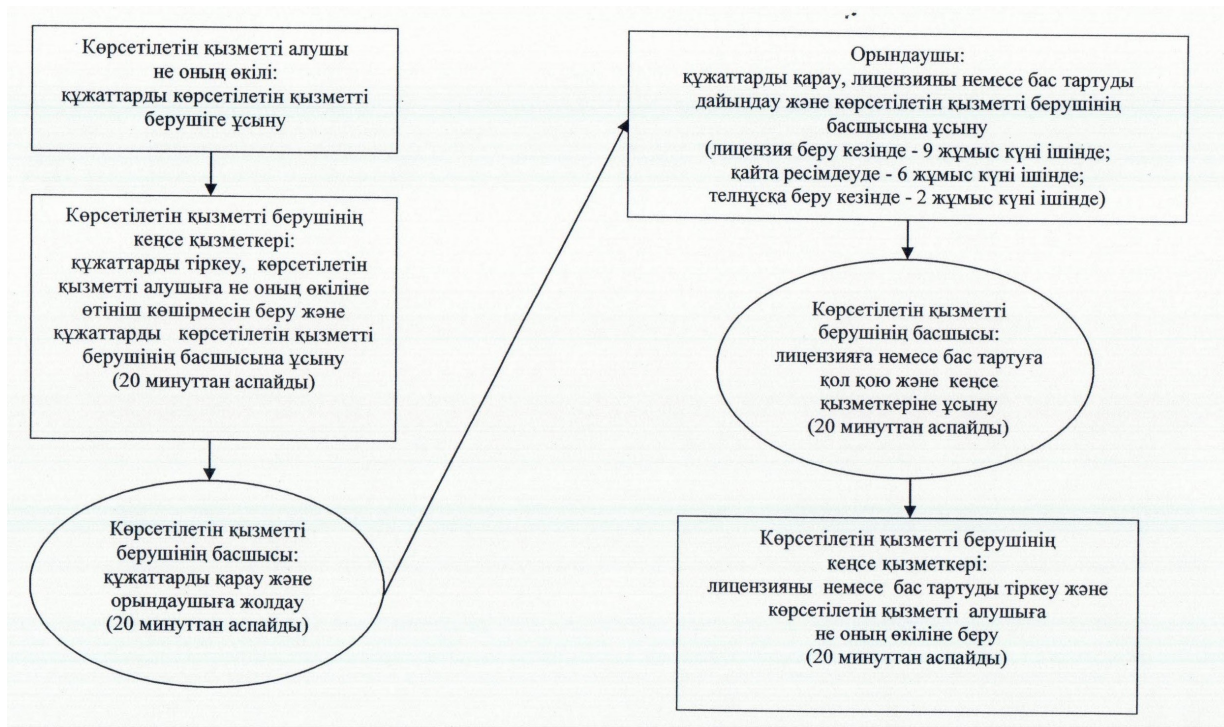 Көрсетілетін қызметті алушы
не оның өкілі:
құжаттарды көрсетілетін қызметті
берушіге ұсыну
Көрсетілетін қызметті берушінің
кеңсе қызметкері:
құжаттарды тіркеу, көрсетілетін
қызметті алушыға не оның өкіліне
өтініш көшірмесін беру және
құжаттарды көрсетілетін қызметті
берушінің басшысына ұсыну
(20 минуттан аспайды)
Көрсетілетін қызметті
берушінің басшысы:
құжаттарды қарау және
орындаушыға жолдау
(20 минуттан аспайды)
Орындаушы:
құжаттарды қарау, лицензияны немесе бас тартуды
дайындау және көрсетілетін қызметті берушінің
басшысына ұсыну
(лицензия беру кезінде - 9 жұмыс күні ішінде;
қайта ресімдеуде - 6 жұмыс күні ішінде;
телнұсқа беру кезінде - 2 жұмыс күні ішінде)
Көрсетілетін қызметті
берушінің басшысы:
лицензияға немесе бас тартуға
қол қою және кеңсе
қызметкеріне ұсыну
(20 минуттан аспайды)
Көрсетілетін қызметті берушінің
кеңсе қызметкері:
лицензияны немесе бас тартуды тіркеу және
көрсетілетін қызметті алушыға
не оның өкіліне беру
(20 минуттан аспайды)